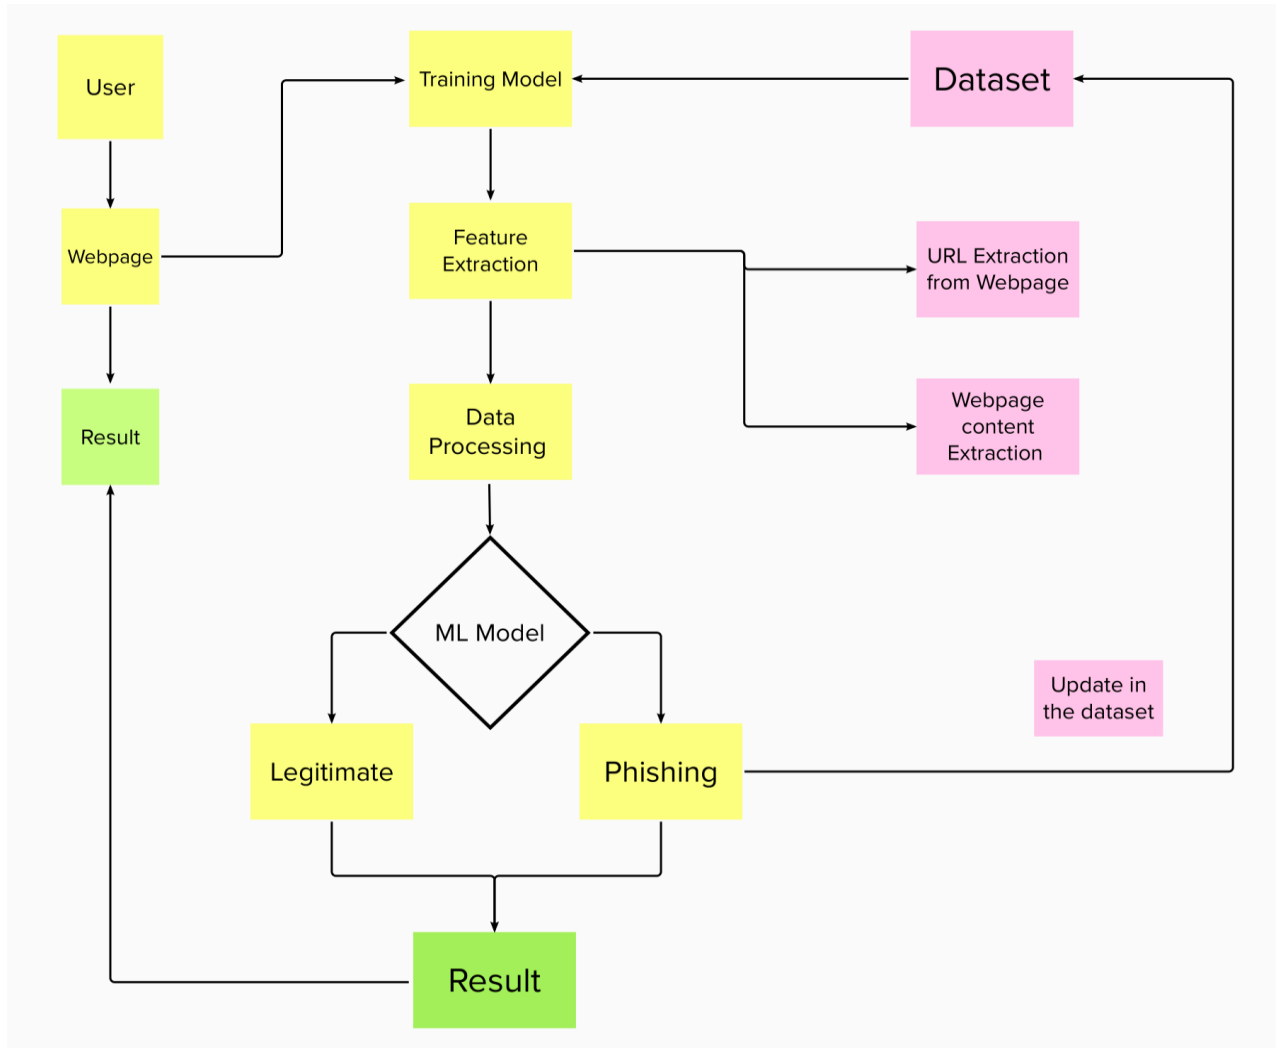 User
Training Model
Dataset
Webpage
Feature
Extraction
URL Extraction
from Webpage
Result
Data
Processing
Webpage
content
Extraction
ML Model
Update in
the dataset
Legitimate
Phishing
Result